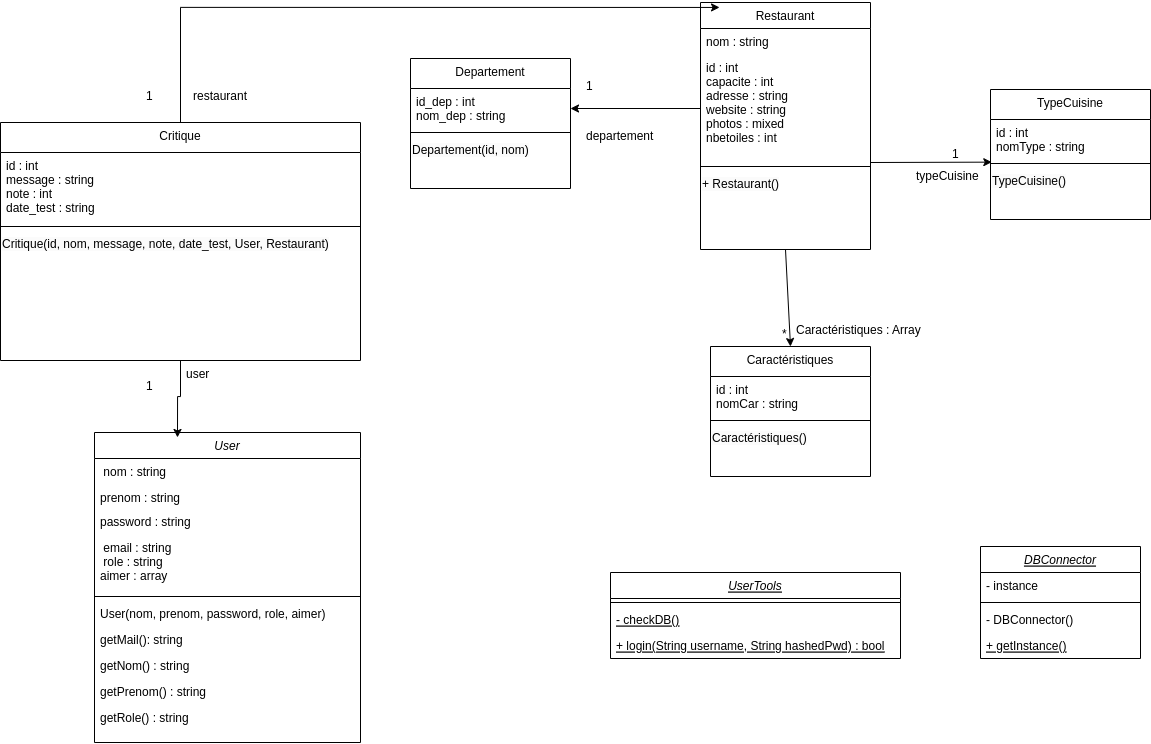 Restaurant
nom : string
id : int
capacite : int
adresse : string
website : string
photos : mixed
nbetoiles : int
+ Restaurant()
1
restaurant
Departement
id_dep : int
nom_dep : string
Departement(id, nom)
1
departement
TypeCuisine
id : int
nomType : string
TypeCuisine()
1
typeCuisine
Critique
id : int
message : string
note : int
date_test : string
Critique(id, nom, message, note, date_test, User, Restaurant)
* Caractéristiques : Array
Caractéristiques
id : int
nomCar : string
Caractéristiques()
1
user
User
nom : string
prenom : string
password : string
email : string
role : string
aimer : array
User(nom, prenom, password, role, aimer)
getMail(): string
getNom() : string
getPrenom() : string
getRole() : string
UserTools
- checkDB()
+ login(String username, String hashedPwd) : bool
DBConnector
- instance
- DBConnector()
+ getInstance()